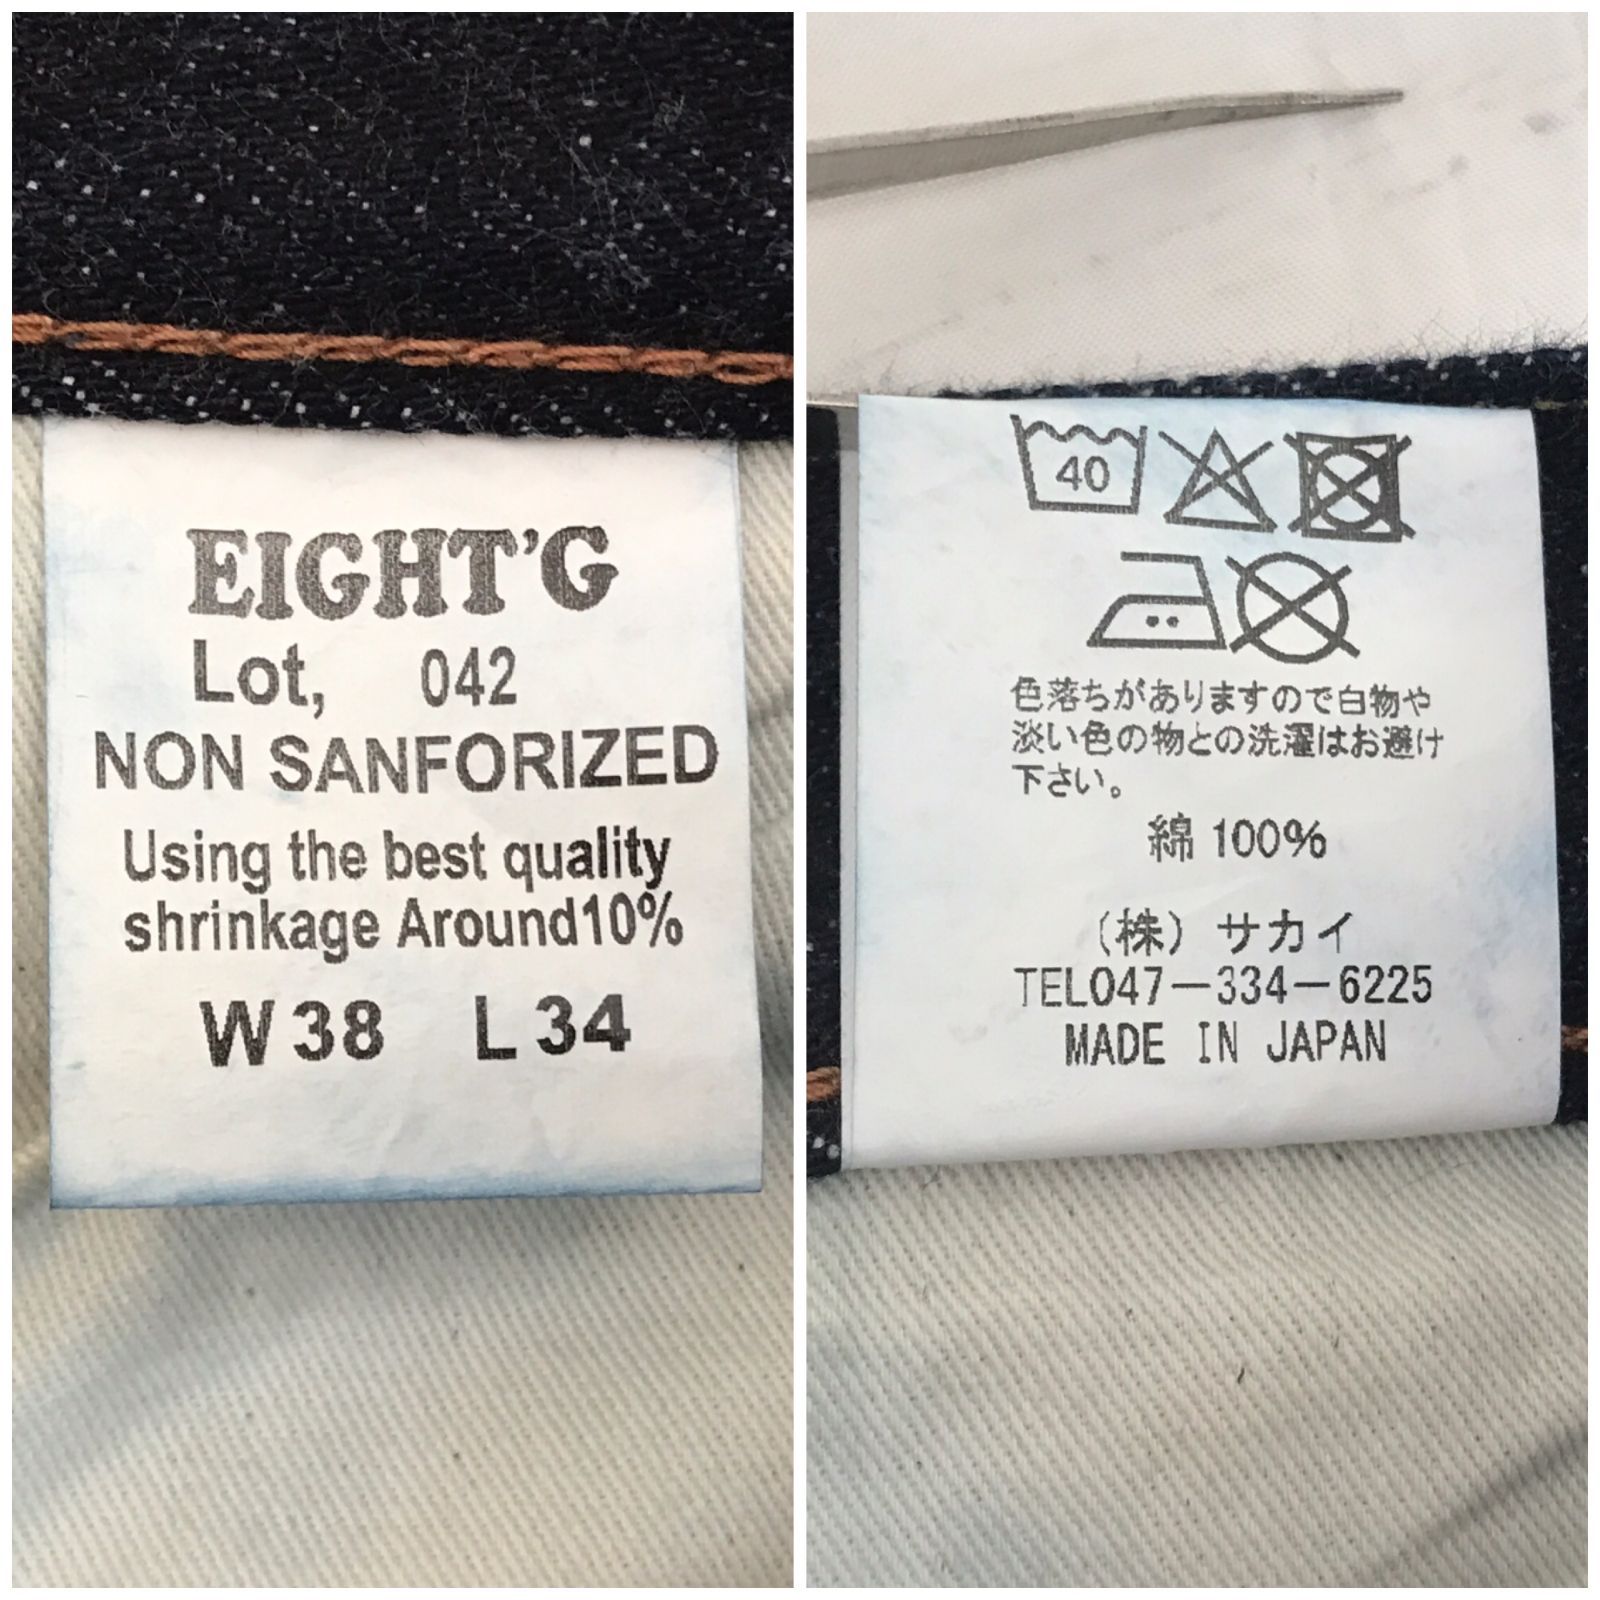 EIGHT'G
Lot, 042
NON SANFORIZED
Using the best quality
shrinkage Around10%
W38 L34
40
色落ちがありますので白物や
淡い色の物との洗濯はお避け
下さい。
綿 100%
(株) サカイ
TEL047-334-6225
MADE IN JAPAN